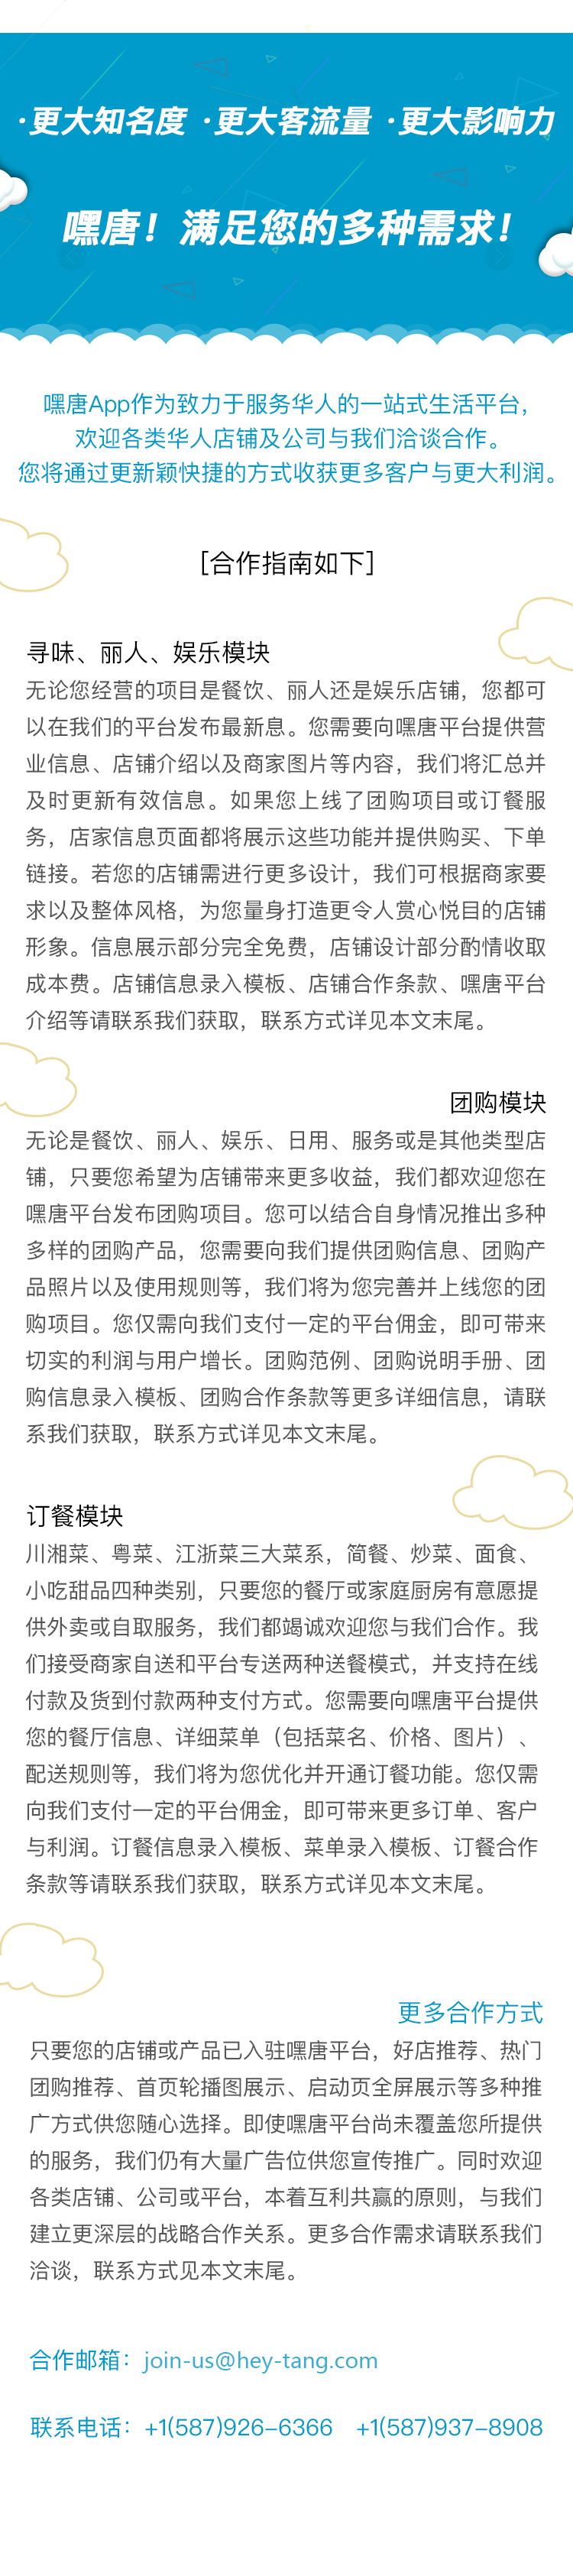 ·更大知名度 ·更大客流量 ·更大影响力
嘿唐！满足您的多种需求！
嘿唐App作为致力于服务华人的一站式生活平台，
欢迎各类华人店铺及公司与我们洽谈合作。
您将通过更新颖快捷的方式收获更多客户与更大利润。
[合作指南如下]
寻味、丽人、娱乐模块
无论您经营的项目是餐饮、丽人还是娱乐店铺，您都可
以在我们的平台发布最新息。您需要向嘿唐平台提供营
业信息、店铺介绍以及商家图片等内容，我们将汇总并
及时更新有效信息。如果您上线了团购项目或订餐服
务，店家信息页面都将展示这些功能并提供购买、下单
链接。若您的店铺需进行更多设计，我们可根据商家要
求以及整体风格，为您量身打造更令人赏心悦目的店铺
形象。信息展示部分完全免费，店铺设计部分酌情收取
成本费。店铺信息录入模板、店铺合作条款、嘿唐平台
介绍等请联系我们获取，联系方式详见本文末尾。
团购模块
无论是餐饮、丽人、娱乐、日用、服务或是其他类型店
铺，只要您希望为店铺带来更多收益，我们都欢迎您在
嘿唐平台发布团购项目。您可以结合自身情况推出多种
多样的团购产品，您需要向我们提供团购信息、团购产
品照片以及使用规则等，我们将为您完善并上线您的团
购项目。您仅需向我们支付一定的平台佣金，即可带来
切实的利润与用户增长。团购范例、团购说明手册、团
购信息录入模板、团购合作条款等更多详细信息，请联
系我们获取，联系方式详见本文末尾。
订餐模块
川湘菜、粤菜、江浙菜三大菜系，简餐、炒菜、面食、
小吃甜品四种类别，只要您的餐厅或家庭厨房有意愿提
供外卖或自取服务，我们都竭诚欢迎您与我们合作。我
们接受商家自送和平台专送两种送餐模式，并支持在线
付款及货到付款两种支付方式。您需要向嘿唐平台提供
您的餐厅信息、详细菜单（包括菜名、价格、图片）、
配送规则等，我们将为您优化并开通订餐功能。您仅需
向我们支付一定的平台佣金，即可带来更多订单、客户
与利润。订餐信息录入模板、菜单录入模板、订餐合作
条款等请联系我们获取，联系方式详见本文末尾。
更多合作方式
只要您的店铺或产品已入驻嘿唐平台，好店推荐、热门
团购推荐、首页轮播图展示、启动页全屏展示等多种推
广方式供您随心选择。即使嘿唐平台尚未覆盖您所提供
的服务，我们仍有大量广告位供您宣传推广。同时欢迎
各类店铺、公司或平台，本着互利共赢的原则，与我们
建立更深层的战略合作关系。更多合作需求请联系我们
洽谈，联系方式见本文末尾。
合作邮箱：join-us@hey-tang.com
联系电话：+1(587)926-6366 +1(587)937-8908